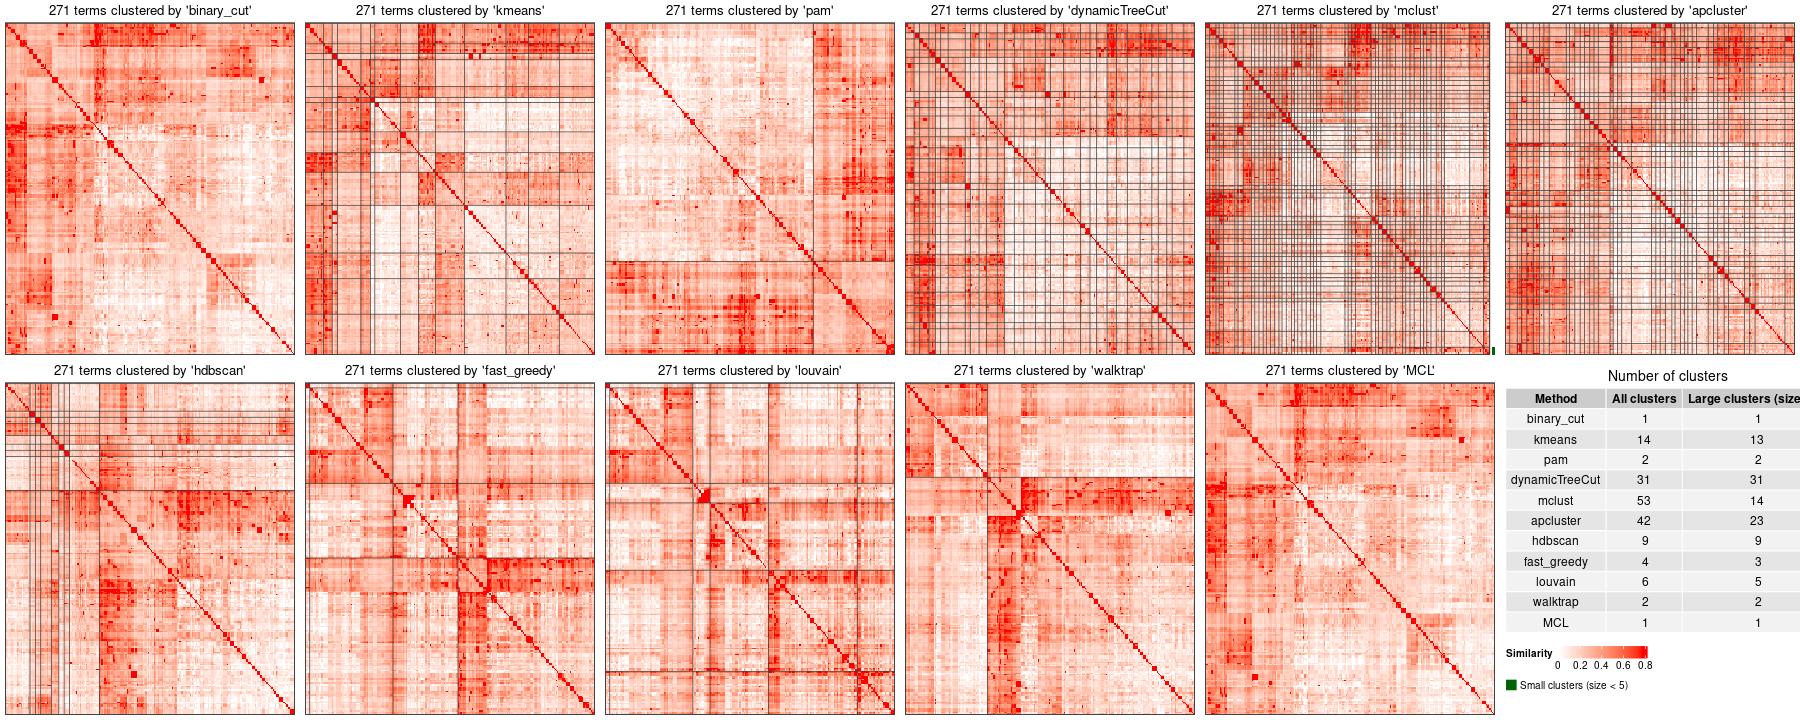 271 terms clustered by 'binary_cut'
271 terms clustered by 'kmeans'
271 terms clustered by 'pam'
271 terms clustered by 'dynamicTreeCut'
271 terms clustered by 'mclust'
271 terms clustered by 'apcluster'
271 terms clustered by 'hdbscan'
271 terms clustered by 'fast_greedy'
271 terms clustered by 'louvain'
271 terms clustered by 'walktrap'
271 terms clustered by 'MCL'
Number of clusters
Method All clusters Large clusters (size
binary_cut 1 1
kmeans 14 13
pam 2 2
dynamicTreeCut 31 31
mclust 53 14
apcluster 42 23
hdbscan 9 9
fast_greedy 4 3
louvain 6 5
walktrap 2 2
MCL 1 1
Similarity
0 0.2 0.4 0.6 0.8
Small clusters (size < 5)